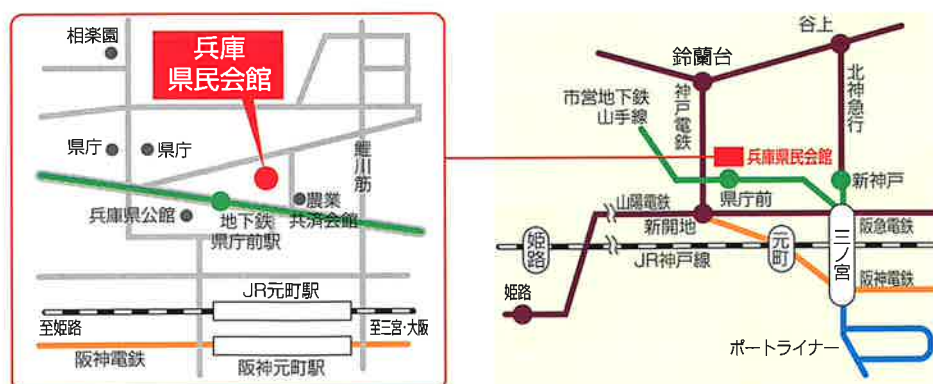 相楽園
兵庫
県民会館
県庁
県庁
鯉川筋
兵庫県公館
地下鉄
県庁前駅
農業
共済会館
JR元町駅
至姫路
至三宮・大阪
阪神電鉄
阪神元町駅
谷上
鈴蘭台
市営地下鉄
山手線
神戸電鉄
北神急行
兵庫県民会館
県庁前
新神戸
山陽電鉄
新開地
阪急電鉄
姫路
JR神戸線
元町
三ノ宮
阪神電鉄
姫路
ポートライナー